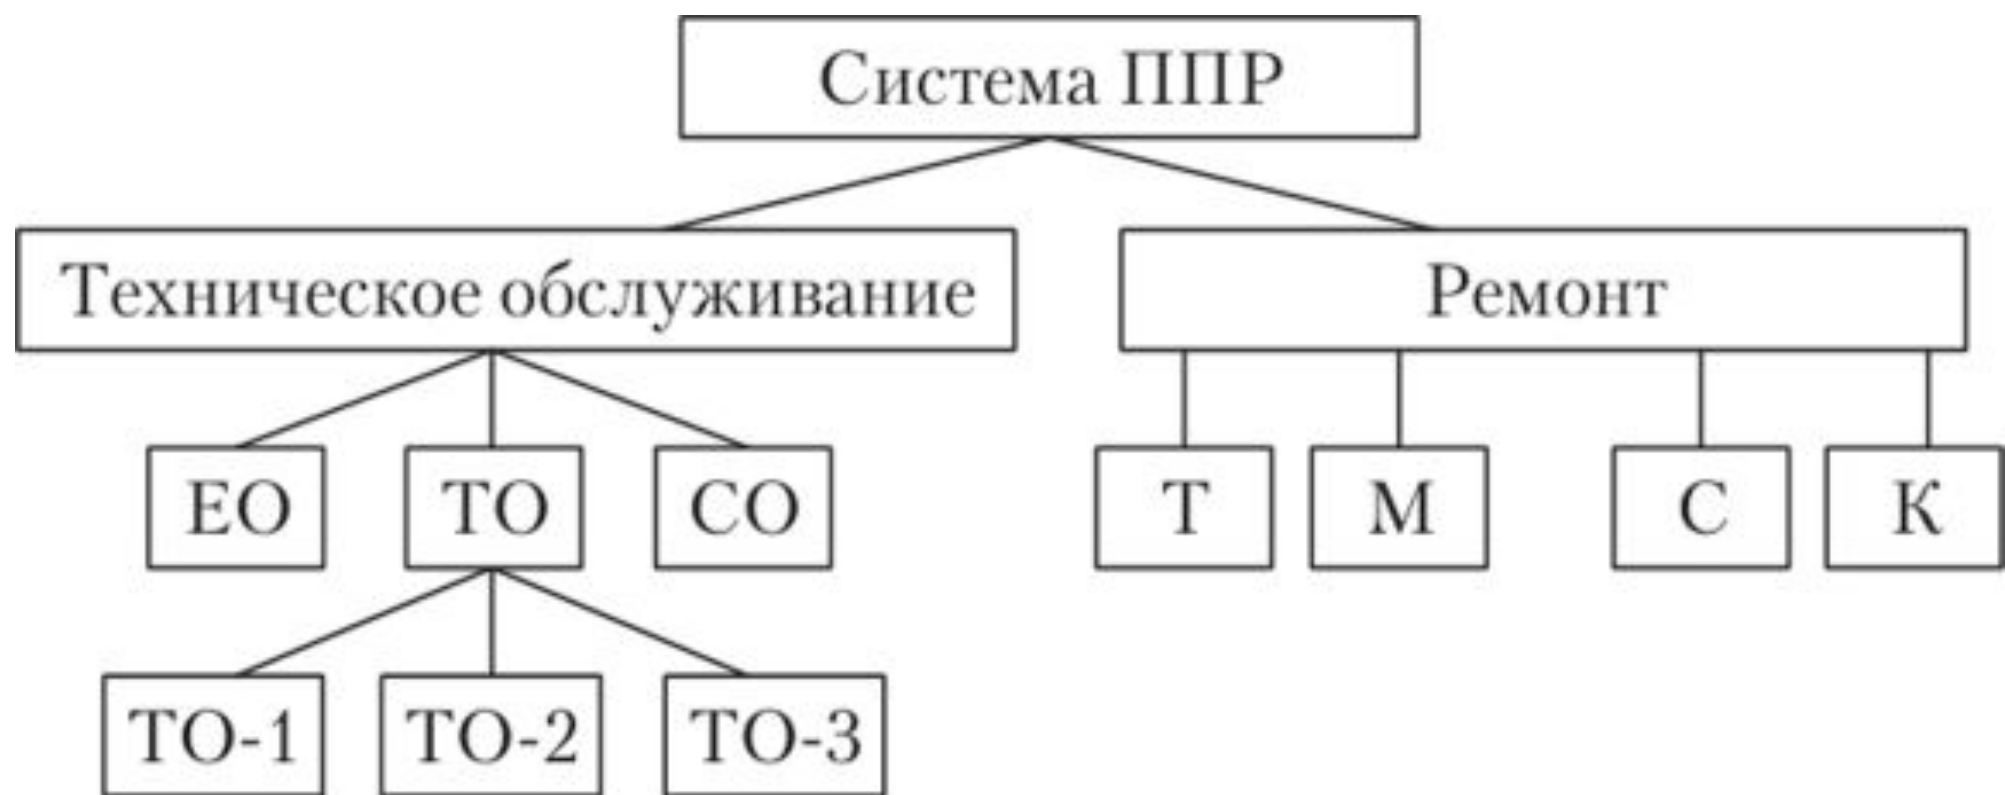 Система ППР
Техническое обслуживание
Ремонт
ЕО
ТО
СО
Т
М
С
К
ТО-1
ТО-2
ТО-3